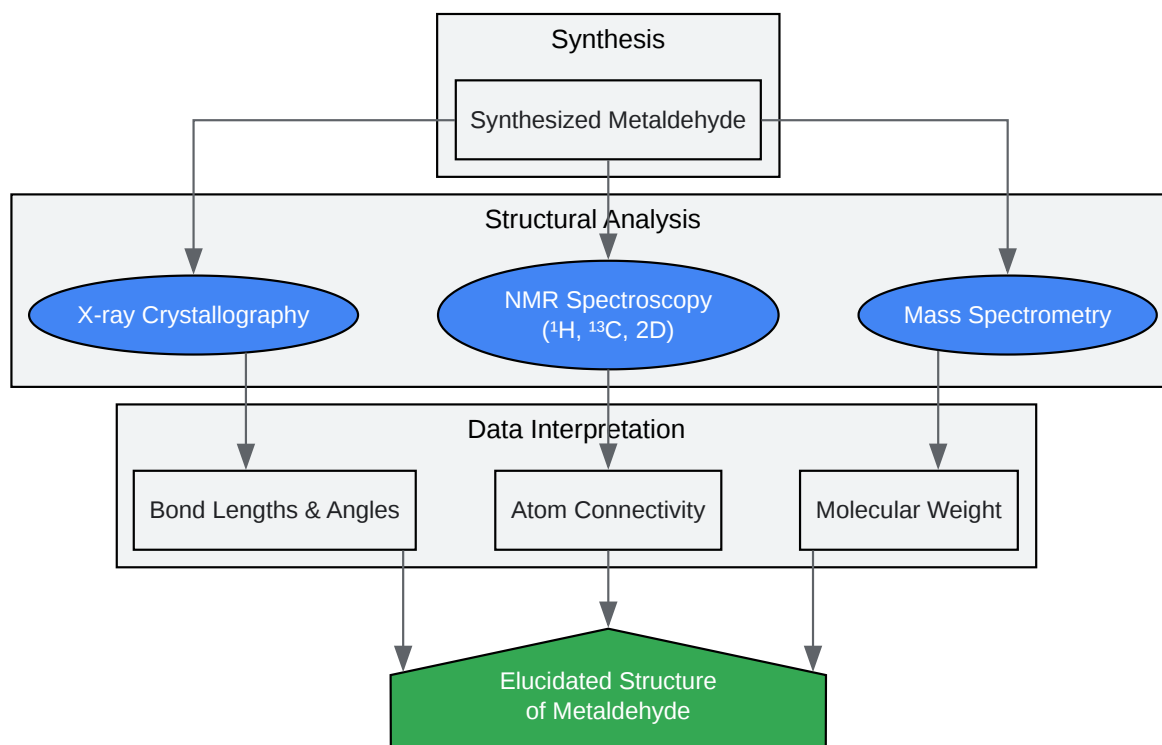 Synthesis
Synthesized Metaldehyde
Structural Analysis
X-ray Crystallography
NMR Spectroscopy
(¹H, ¹³C, 2D)
Mass Spectrometry
Data Interpretation
Bond Lengths & Angles
Atom Connectivity
Molecular Weight
Elucidated Structure
of Metaldehyde